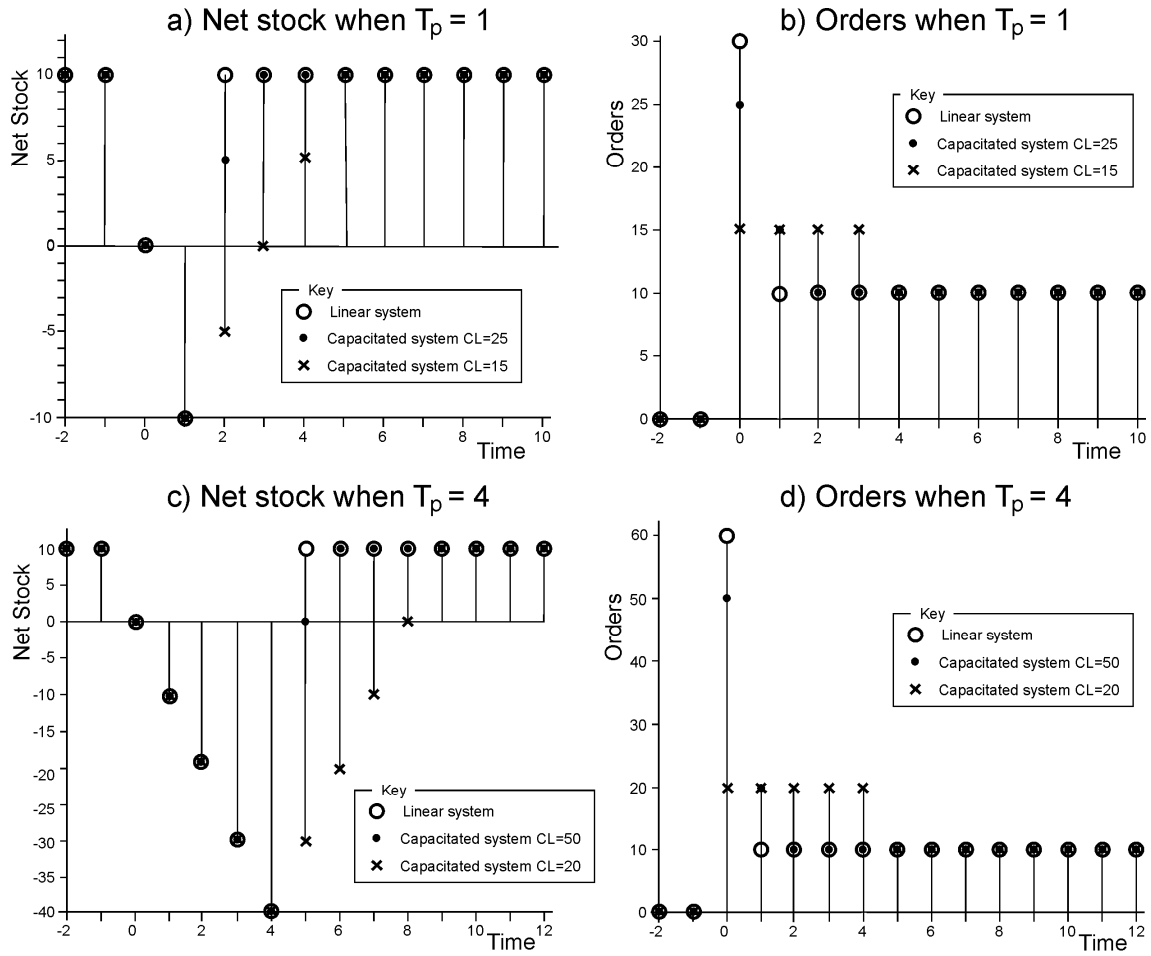 a) Net stock when Tp = 1
Net Stock
10
5
0
-5
-10
-2
0
2
4
6
8
10
Time
Key
Linear system
Capacitated system CL=25
Capacitated system CL=15
b) Orders when Tp = 1
Orders
30
25
20
15
10
5
0
-2
0
2
4
6
8
10
Time
Key
Linear system
Capacitated system CL=25
Capacitated system CL=15
c) Net stock when Tp = 4
Net Stock
10
5
0
-5
-10
-15
-20
-25
-30
-35
-40
-2
0
2
4
6
8
10
12
Time
Key
Linear system
Capacitated system CL=50
Capacitated system CL=20
d) Orders when Tp = 4
Orders
60
50
40
30
20
10
0
-2
0
2
4
6
8
10
12
Time
Key
Linear system
Capacitated system CL=50
Capacitated system CL=20